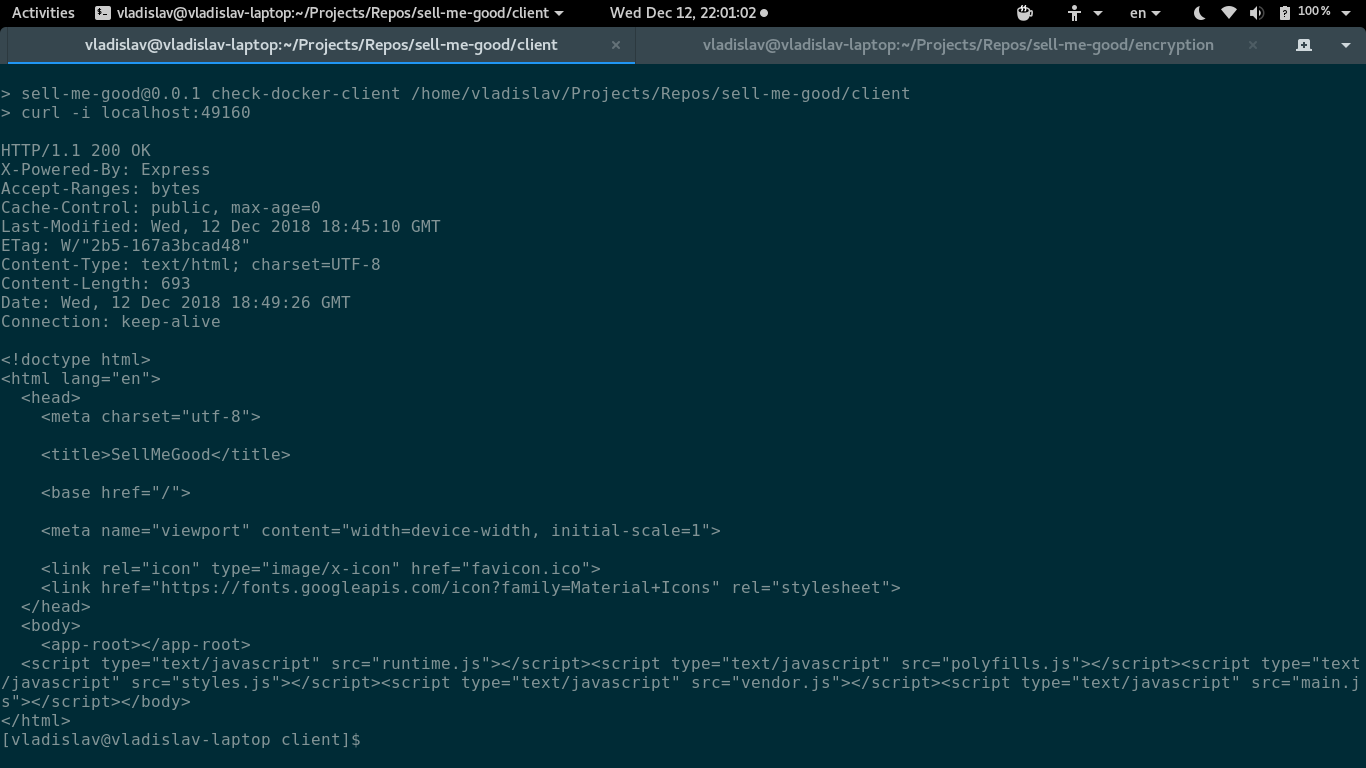 Activities vladislav@vladislav-laptop:~/Projects/Repos/sell-me-good/client Wed Dec 12, 22:01:02 en 100%
vladislav@vladislav-laptop:~/Projects/Repos/sell-me-good/client × vladislav@vladislav-laptop:~/Projects/Repos/sell-me-good/encryption ×
> sell-me-good@0.0.1 check-docker-client /home/vladislav/Projects/Repos/sell-me-good/client
> curl -i localhost:49160
HTTP/1.1 200 OK
X-Powered-By: Express
Accept-Ranges: bytes
Cache-Control: public, max-age=0
Last-Modified: Wed, 12 Dec 2018 18:45:10 GMT
ETag: W/"2b5-167a3bcad48"
Content-Type: text/html; charset=UTF-8
Content-Length: 693
Date: Wed, 12 Dec 2018 18:49:26 GMT
Connection: keep-alive
<!doctype html>
<html lang="en">
  <head>
    <meta charset="utf-8">
    <title>SellMeGood</title>
    <base href="/">
    <meta name="viewport" content="width=device-width, initial-scale=1">
    <link rel="icon" type="image/x-icon" href="favicon.ico">
    <link href="https://fonts.googleapis.com/icon?family=Material+Icons" rel="stylesheet">
  </head>
  <body>
    <app-root></app-root>
  <script type="text/javascript" src="runtime.js"></script><script type="text/javascript" src="polyfills.js"></script><script type="text
/javascript" src="styles.js"></script><script type="text/javascript" src="vendor.js"></script><script type="text/javascript" src="main.j
s"></script></body>
</html>
[vladislav@vladislav-laptop client]$